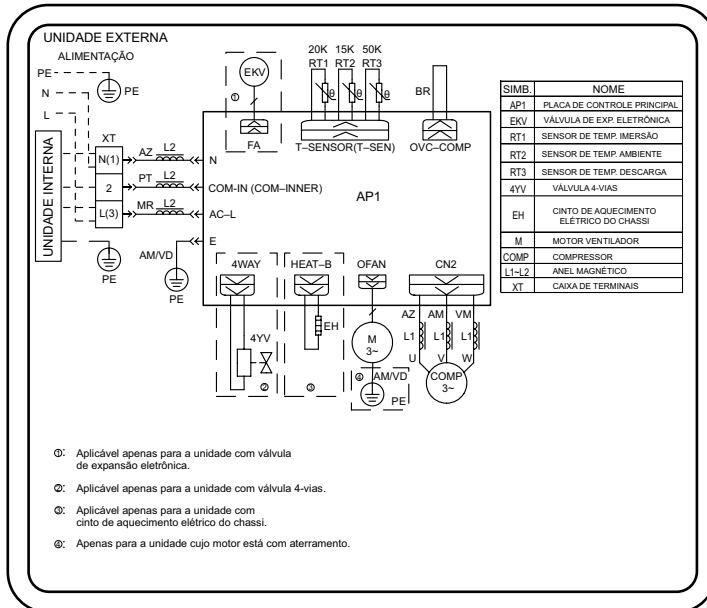 UNIDADE EXTERNA
ALIMENTAÇÃO
PE
N
L
PE
UNIDADE INTERNA
XT
N(1)
2
L(3)
AZ L2
PT L2
MR L2
N
COM-IN (COM–INNER)
AC–L
E
AM/VD
PE
PE
EKV
①
FA
20K 15K 50K
RT1 RT2 RT3
θ θ θ
T–SENSOR(T–SEN)
BR
OVC–COMP
AP1
4WAY
4YV
②
HEAT–B
EH
③
OFAN
M
3~
④ AM/VD
PE
CN2
AZ AM VM
L1 L1 L1
U V W
COMP
3~
SIMB. NOME
AP1 PLACA DE CONTROLE PRINCIPAL
EKV VÁLVULA DE EXP. ELETRÔNICA
RT1 SENSOR DE TEMP. IMERSÃO
RT2 SENSOR DE TEMP. AMBIENTE
RT3 SENSOR DE TEMP. DESCARGA
4YV VÁLVULA 4-VIAS
EH CINTO DE AQUECIMENTO
ELÉTRICO DO CHASSI
M MOTOR VENTILADOR
COMP COMPRESSOR
L1~L2 ANEL MAGNÉTICO
XT CAIXA DE TERMINAIS
①: Aplicável apenas para a unidade com válvula
de expansão eletrônica.
②: Aplicável apenas para a unidade com válvula 4-vias.
③: Aplicável apenas para a unidade com
cinto de aquecimento elétrico do chassi.
④: Apenas para a unidade cujo motor está com aterramento.